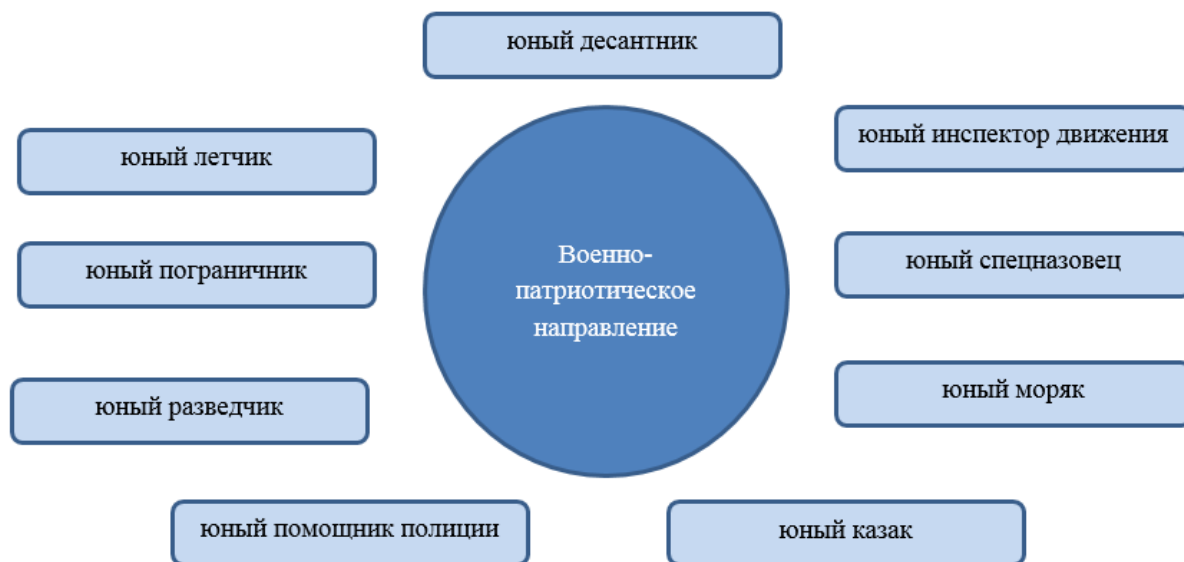 юный десантник
юный летчик
юный инспектор движения
юный пограничник
юный спецназовец
Военно-
патриотическое
направление
юный разведчик
юный моряк
юный помощник полиции
юный казак